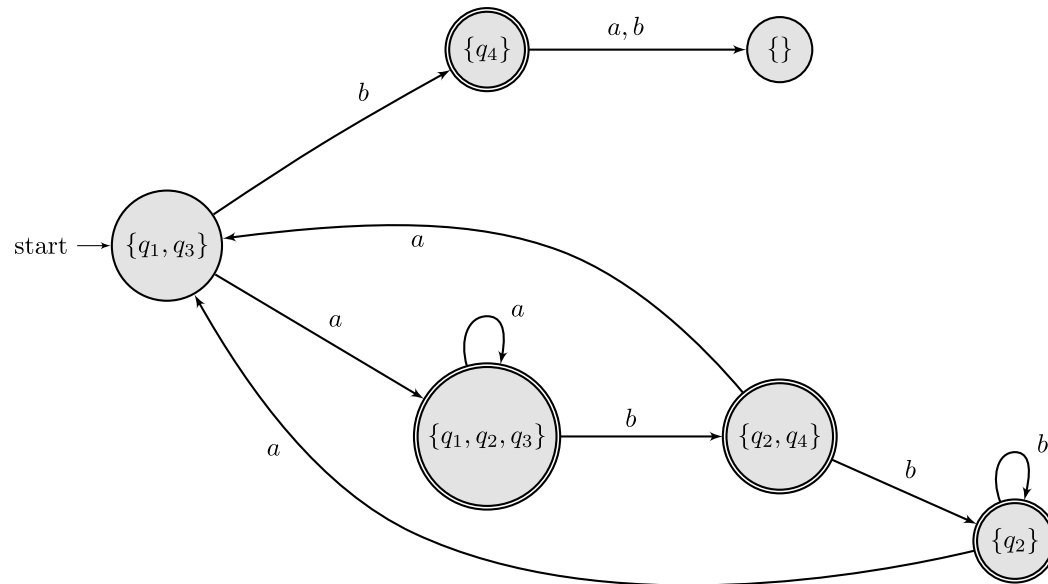 {q₄}
a, b
{}
b
start
{q₁, q₃}
a
a
a
{q₁, q₂, q₃}
b
{q₂, q₄}
a
b
b
{q₂}